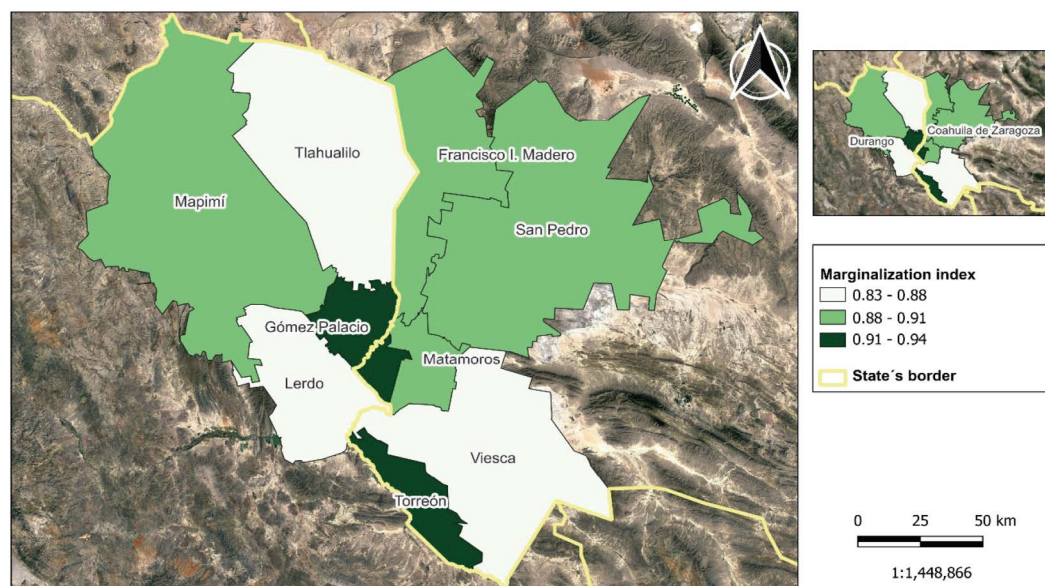 Tlahualilo
Francisco I. Madero
Mapimí
San Pedro
Gómez Palacio
Matamoros
Lerdo
Viesca
Torreón
Coahuila de Zaragoza
Durango
Marginalization index
0.83 - 0.88
0.88 - 0.91
0.91 - 0.94
State´s border
0 25 50 km
1:1,448,866